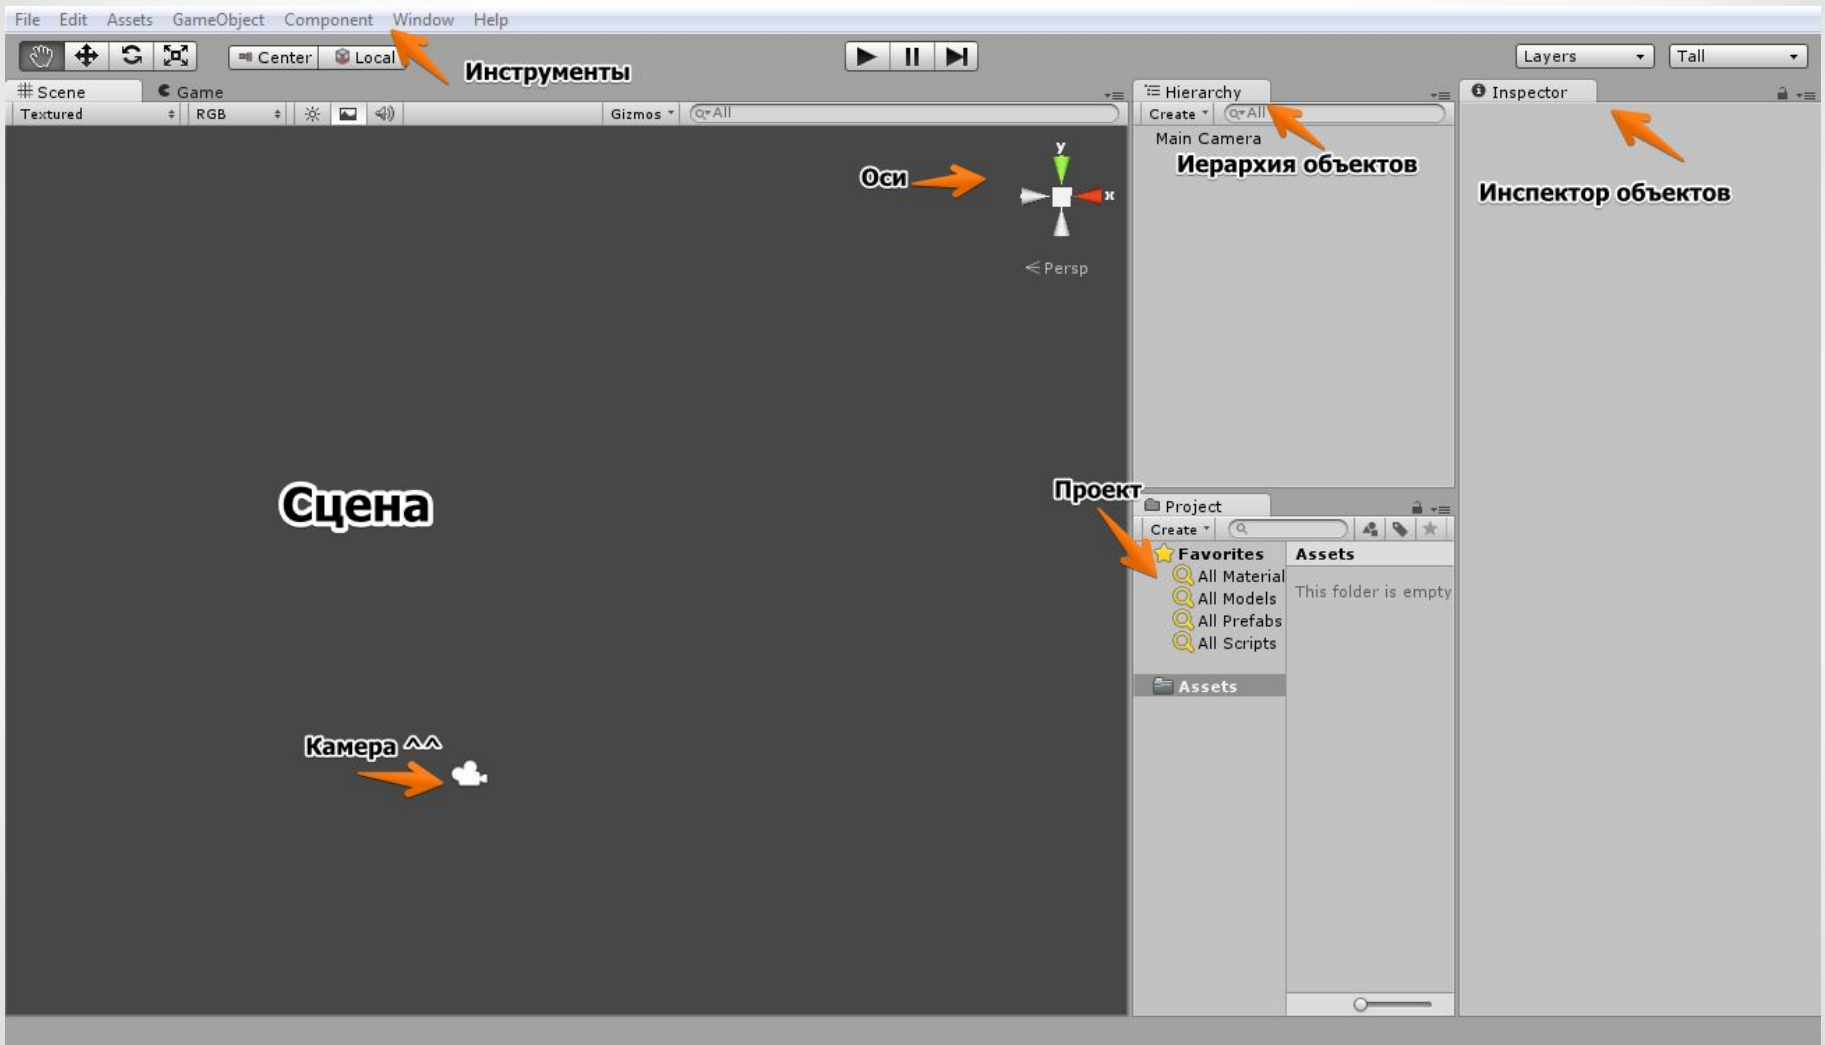 File Edit Assets GameObject Component Window Help
Center Local
Инструменты
Layers Tall
Scene Game
Hierarchy
Inspector
Textured RGB Gizmos All
Create All
Main Camera
Иерархия объектов
Инспектор объектов
Оси
y
x
Persp
Сцена
Проект
Project
Create
Favorites
Assets
All Material
This folder is empty
All Models
All Prefabs
All Scripts
Assets
Камера ^^